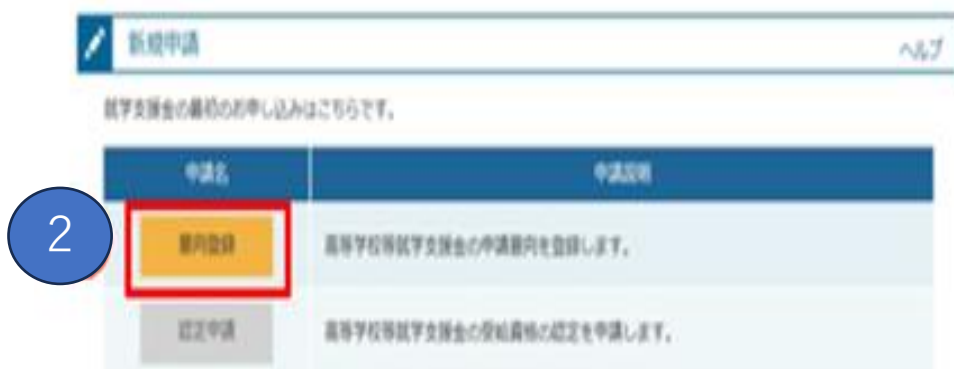 新規申請
ヘルプ
就学支援金の最初のお申し込みはこちらです。
申請名 申請説明
2
意向登録 高等学校等就学支援金の申請意向を登録します。
認定申請 高等学校等就学支援金の受給資格の認定を申請します。